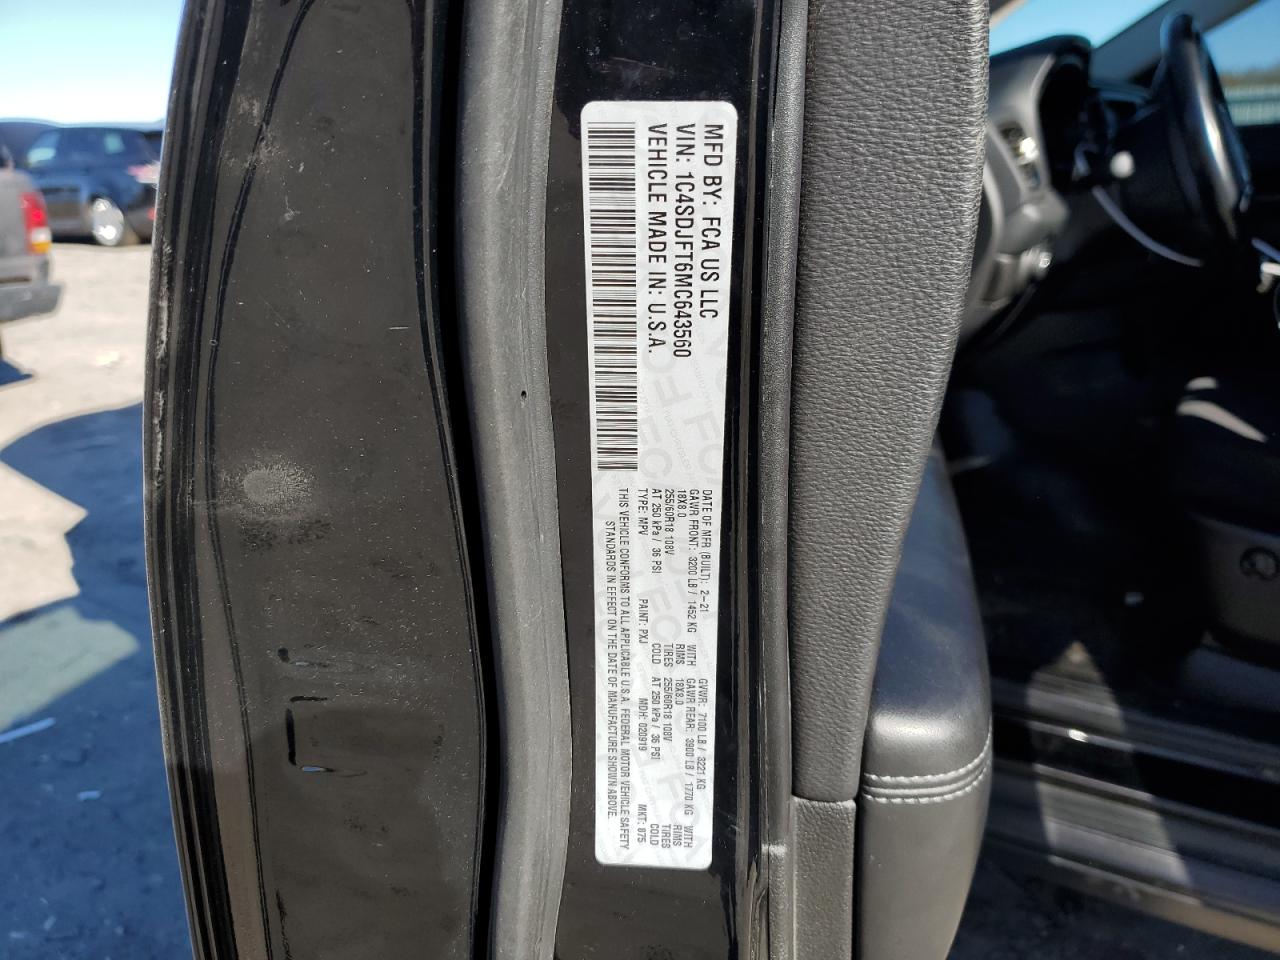 MFD BY: FCA US LLC
VIN: 1C4SDJFT6MC643560
VEHICLE MADE IN: U.S.A.
DATE OF MFR (BUILT): 2-21 GVWR: 7100 LB / 3221 KG
GAWR FRONT: 3200 LB / 1452 KG WITH GAWR REAR: 3900 LB / 1770 KG WITH
18X8.0 RIMS 18X8.0 RIMS
255/60R18 108V TIRES 255/60R18 108V TIRES
AT 250 kPa / 36 PSI COLD AT 250 kPa / 36 PSI COLD
TYPE: MPV PAINT: PXJ MDH: 020919 MKT: 875
THIS VEHICLE CONFORMS TO ALL APPLICABLE U.S.A. FEDERAL MOTOR VEHICLE SAFETY
STANDARDS IN EFFECT ON THE DATE OF MANUFACTURE SHOWN ABOVE.